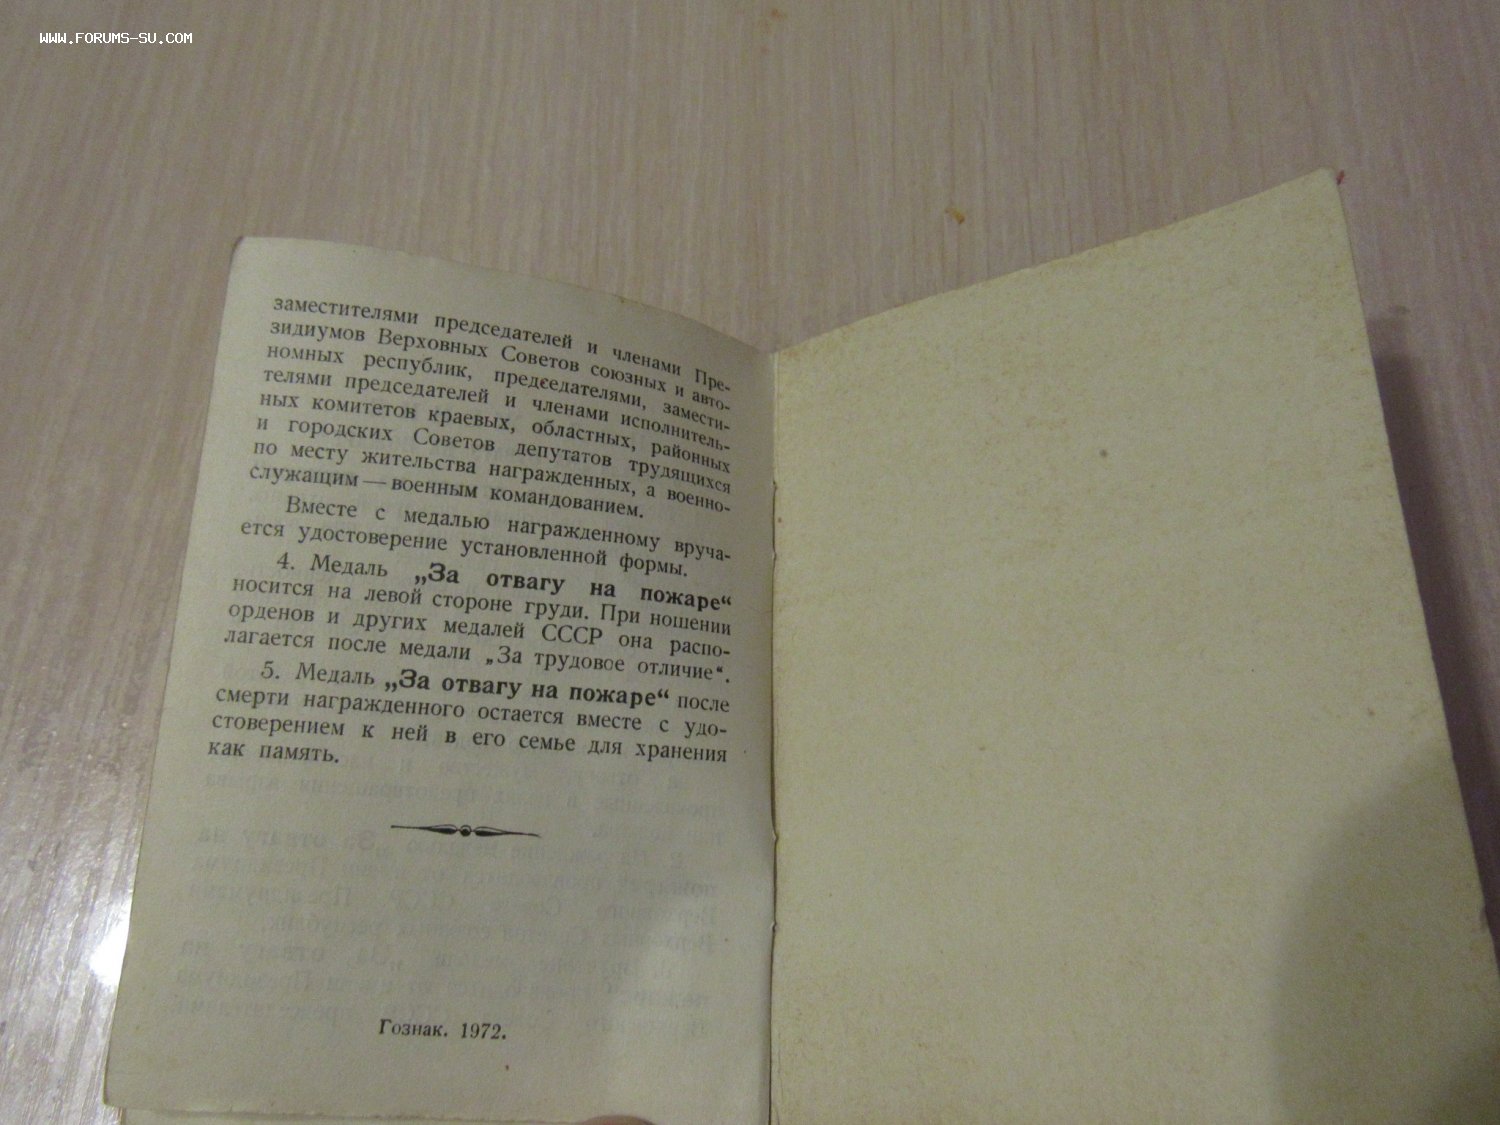 WWW.FORUMS-SU.COM
заместителями председателей и членами Пре-
зидиумов Верховных Советов союзных и авто-
номных республик, председателями, замести-
телями председателей и членами исполнитель-
ных комитетов краевых, областных, районных
и городских Советов депутатов трудящихся
по месту жительства награжденных, а военно-
служащим — военным командованием.
Вместе с медалью награжденному вруча-
ется удостоверение установленной формы.
4. Медаль „За отвагу на пожаре“
носится на левой стороне груди. При ношении
орденов и других медалей СССР она распо-
лагается после медали „За трудовое отличие“.
5. Медаль „За отвагу на пожаре“ после
смерти награжденного остается вместе с удо-
стоверением к ней в его семье для хранения
как память.
Гознак. 1972.